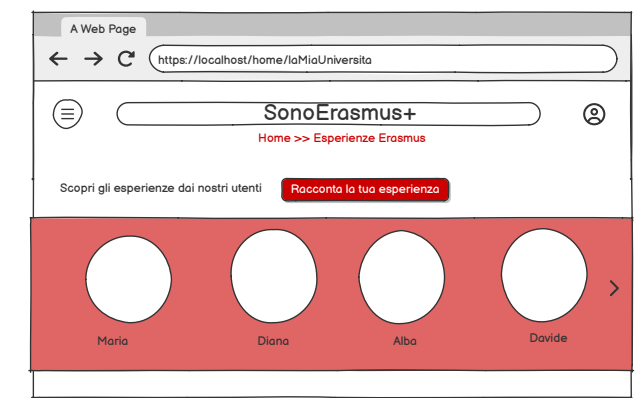 A Web Page
https://localhost/home/laMiaUniversita
SonoErasmus+
Home >> Esperienze Erasmus
Scopri gli esperienze dai nostri utenti
Racconta la tua esperienza
Maria
Diana
Alba
Davide